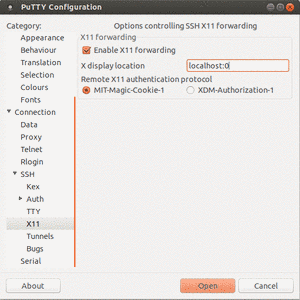 PuTTY Configuration
Category:
Appearance
Behaviour
Translation
Selection
Colours
Fonts
Connection
Data
Proxy
Telnet
Rlogin
SSH
Kex
Auth
TTY
X11
Tunnels
Bugs
Serial
Options controlling SSH X11 forwarding
X11 forwarding
Enable X11 forwarding
X display location localhost:0
Remote X11 authentication protocol
MIT-Magic-Cookie-1 XDM-Authorization-1
About Open Cancel